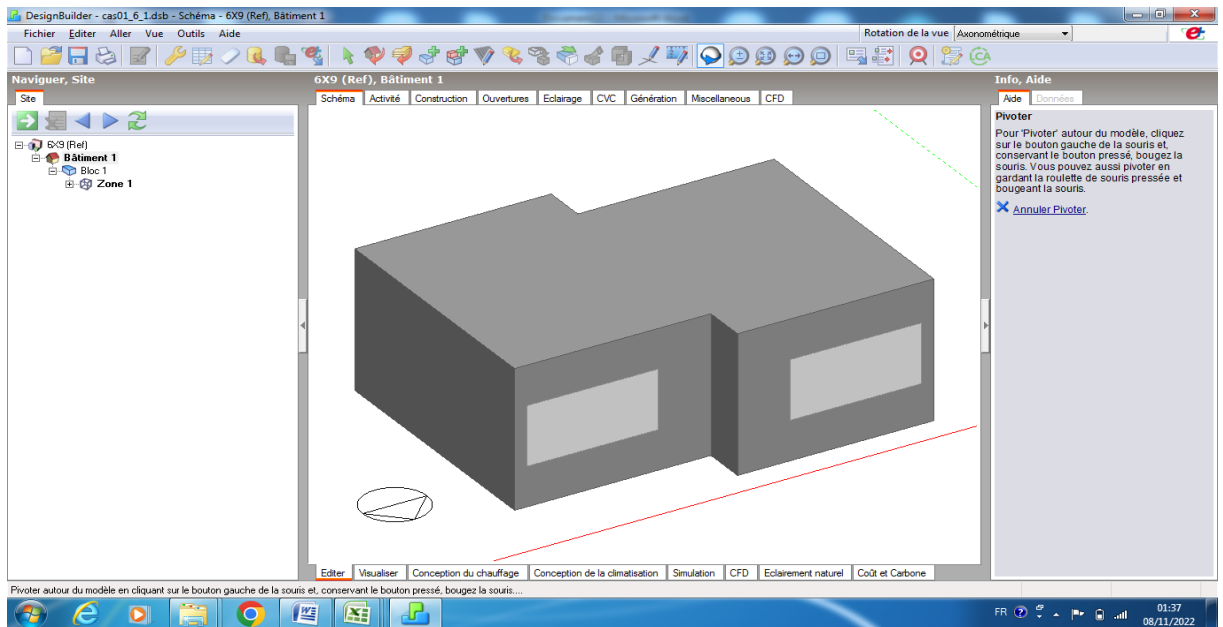 DesignBuilder - cas01_6_1.dsb - Schéma - 6X9 (Ref), Bâtiment 1
Fichier Editer Aller Vue Outils Aide
Rotation de la vue Axonométrique
Naviguer, Site
Site
6X9 (Ref)
Bâtiment 1
Bloc 1
Zone 1
6X9 (Ref), Bâtiment 1
Schéma Activité Construction Ouvertures Eclairage CVC Génération Miscellaneous CFD
Editer Visualiser Conception du chauffage Conception de la climatisation Simulation CFD Eclairement naturel Coût et Carbone
Info, Aide
Aide Données
Pivoter
Pour 'Pivoter' autour du modèle, cliquez
sur le bouton gauche de la souris et,
conservant le bouton pressé, bougez la
souris. Vous pouvez aussi pivoter en
gardant la roulette de souris pressée et
bougeant la souris.
Annuler Pivoter.
Pivoter autour du modèle en cliquant sur le bouton gauche de la souris et, conservant le bouton pressé, bougez la souris....
FR
01:37
08/11/2022